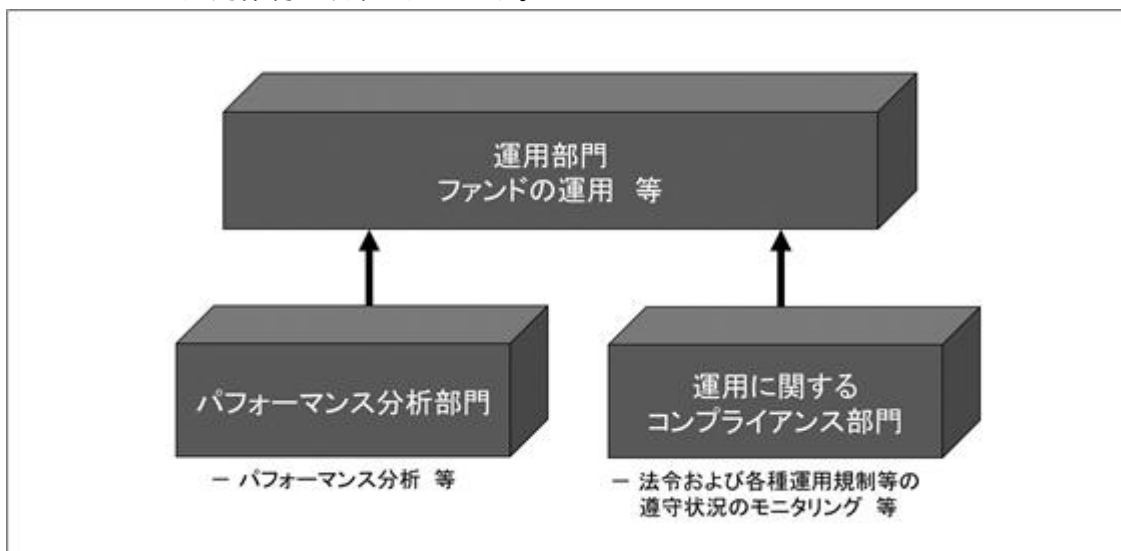 運用部門
ファンドの運用 等
パフォーマンス分析部門
運用に関する
コンプライアンス部門
− パフォーマンス分析 等
− 法令および各種運用規制等の
遵守状況のモニタリング 等